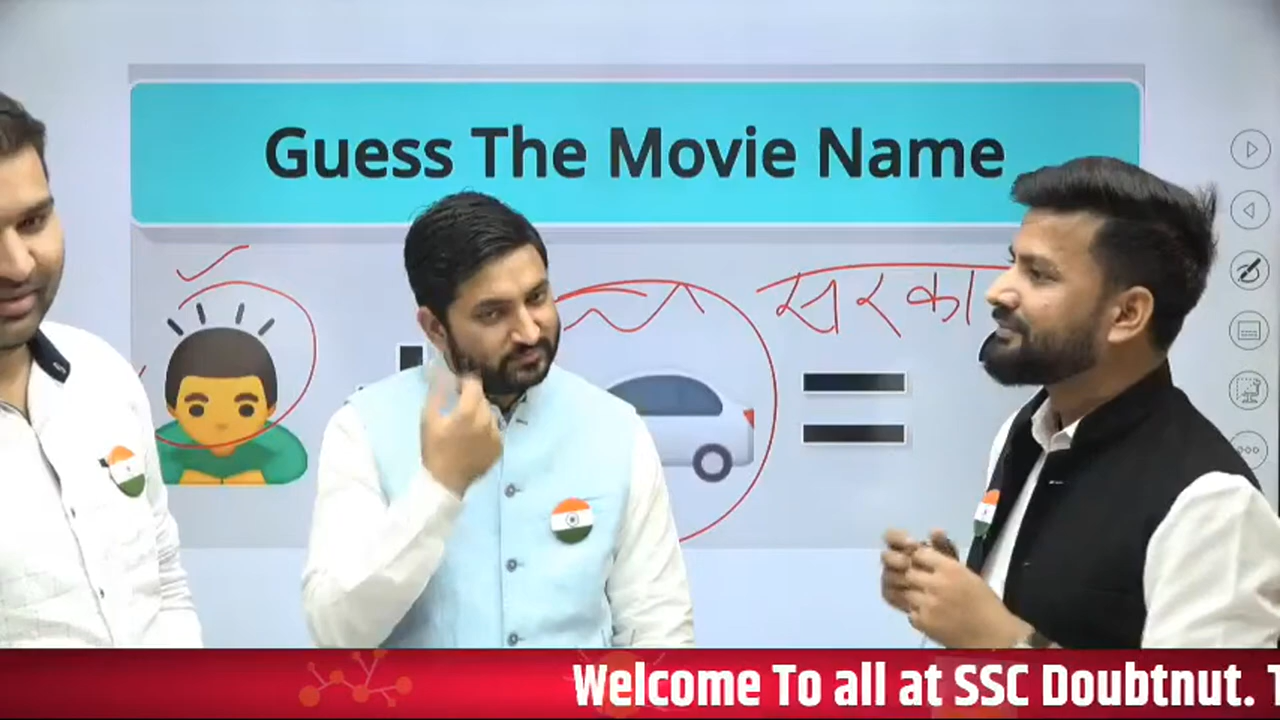 Guess The Movie Name
सरका
Welcome To all at SSC Doubtnut.